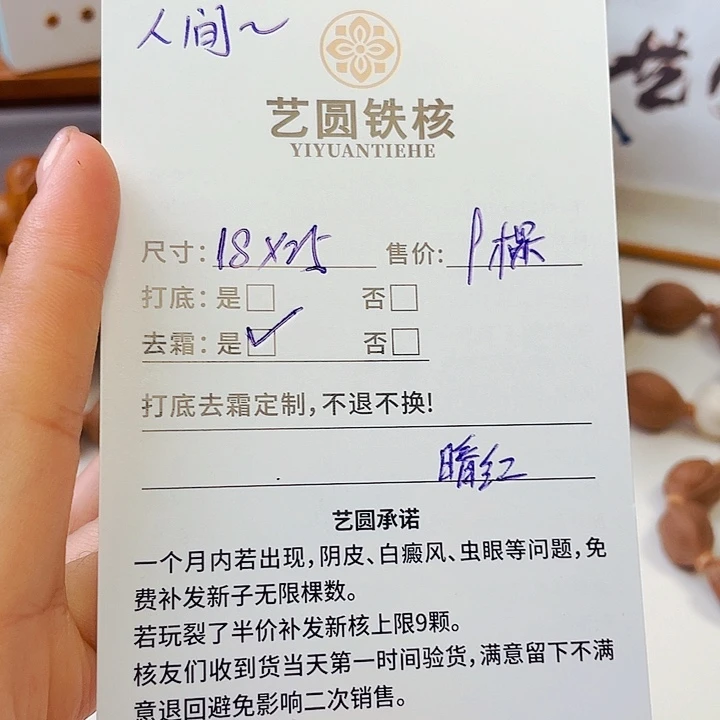 人间~
艺圆铁核
YIYUANTIEHE
尺寸: 18×25 售价: 1棵
打底: 是□ 否□
去霜: 是☑ 否□
打底去霜定制,不退不换!
暗红
艺圆承诺
一个月内若出现,阴皮、白癜风、虫眼等问题,免
费补发新子无限棵数。
若玩裂了半价补发新核上限9颗。
核友们收到货当天第一时间验货,满意留下不满
意退回避免影响二次销售。
艺